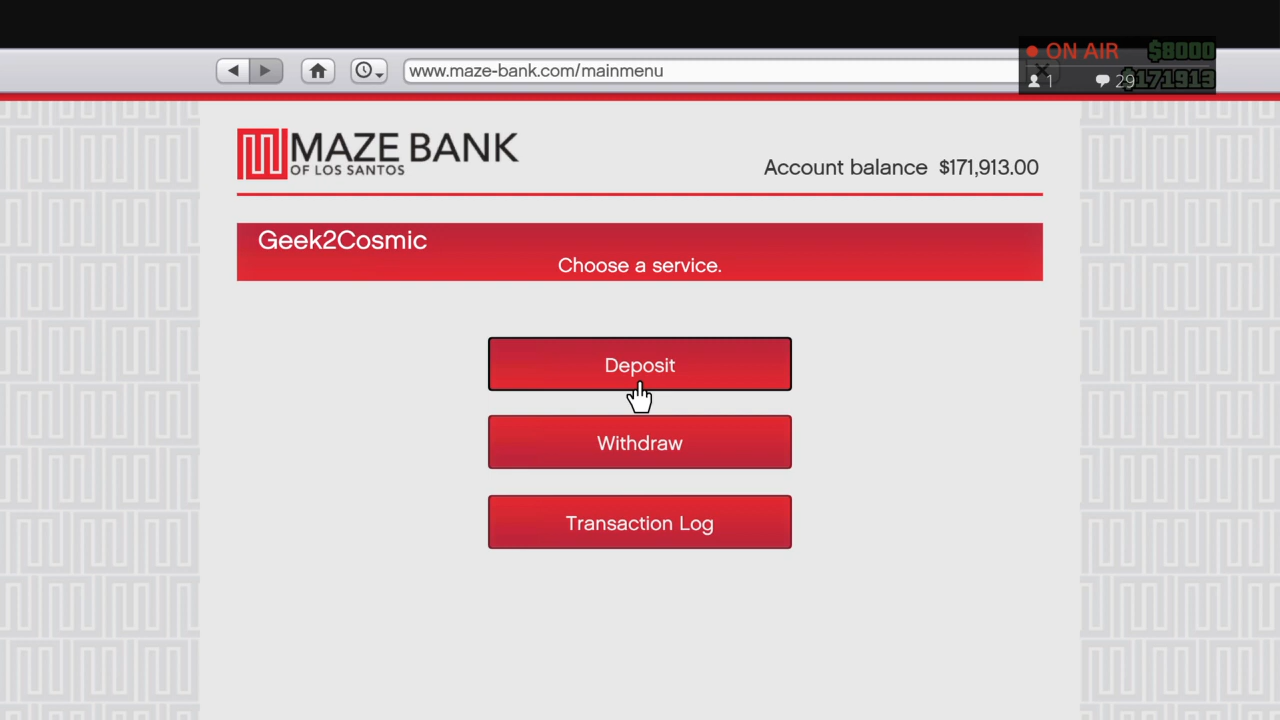 ON AIR $8000
www.maze-bank.com/mainmenu
1 29 $171913
MAZE BANK
OF LOS SANTOS
Account balance $171,913.00
Geek2Cosmic
Choose a service.
Deposit
Withdraw
Transaction Log